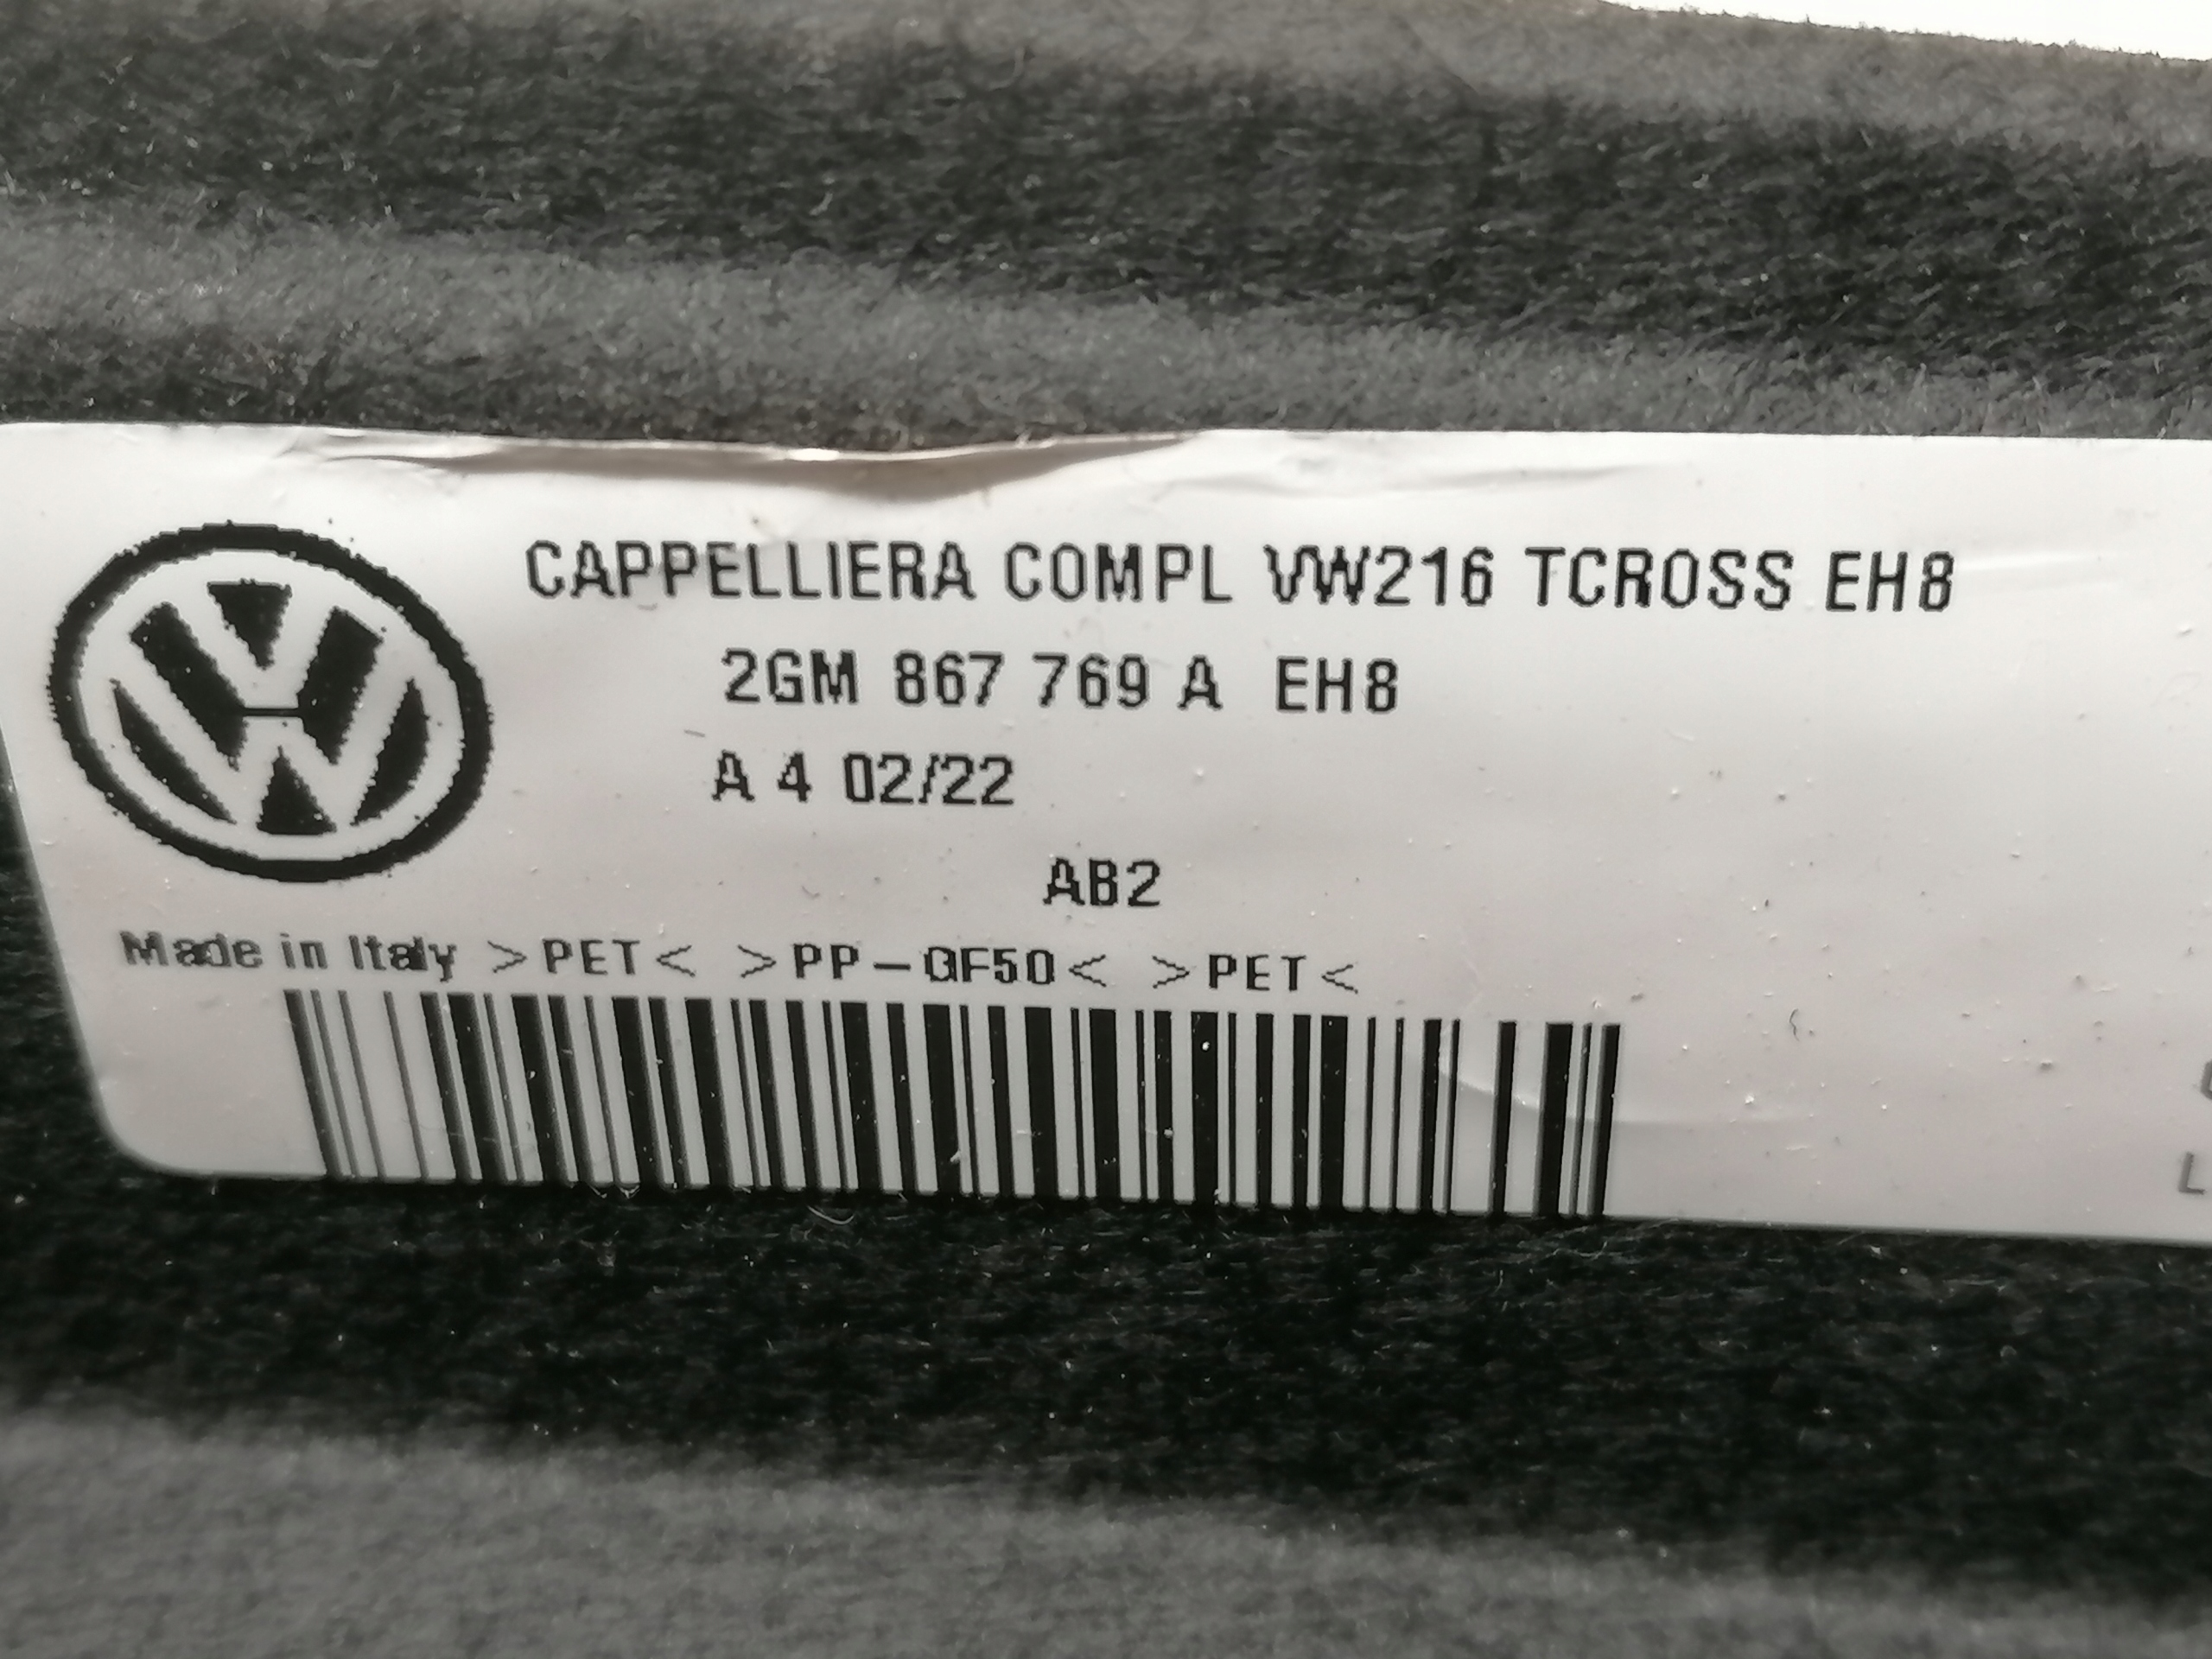 CAPPELLIERA COMPL VW216 TCROSS EH8
2GM 867 769 A EH8
A 4 02/22
AB2
Made in Italy >PET< >PP-GF50< >PET<
L